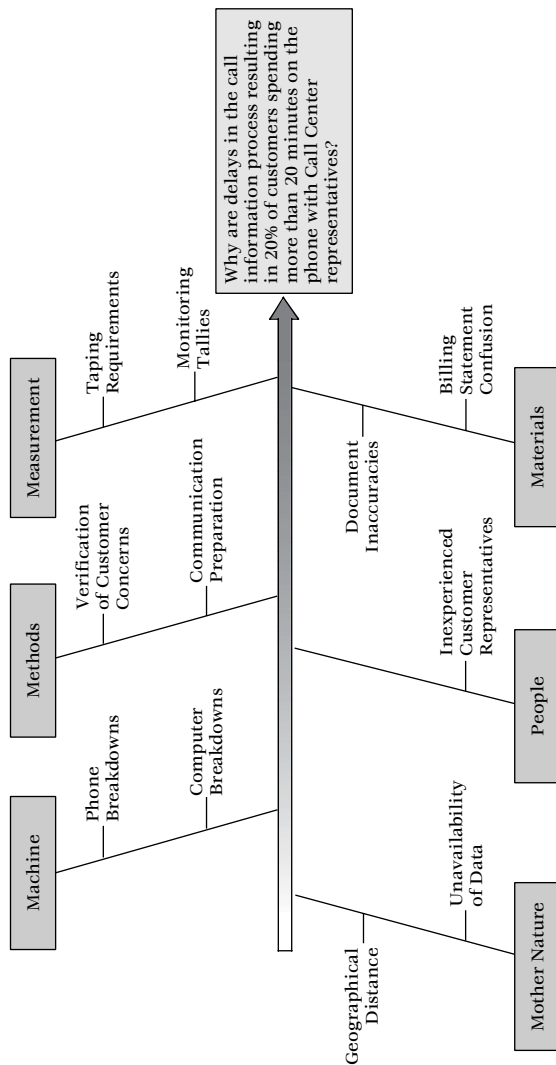 Machine
Methods
Measurement
Phone
Breakdowns
Computer
Breakdowns
Verification
of Customer
Concerns
Communication
Preparation
Taping
Requirements
Monitoring
Tallies
Why are delays in the call
information process resulting
in 20% of customers spending
more than 20 minutes on the
phone with Call Center
representatives?
Geographical
Distance
Unavailability
of Data
Inexperienced
Customer
Representatives
Document
Inaccuracies
Billing
Statement
Confusion
Mother Nature
People
Materials